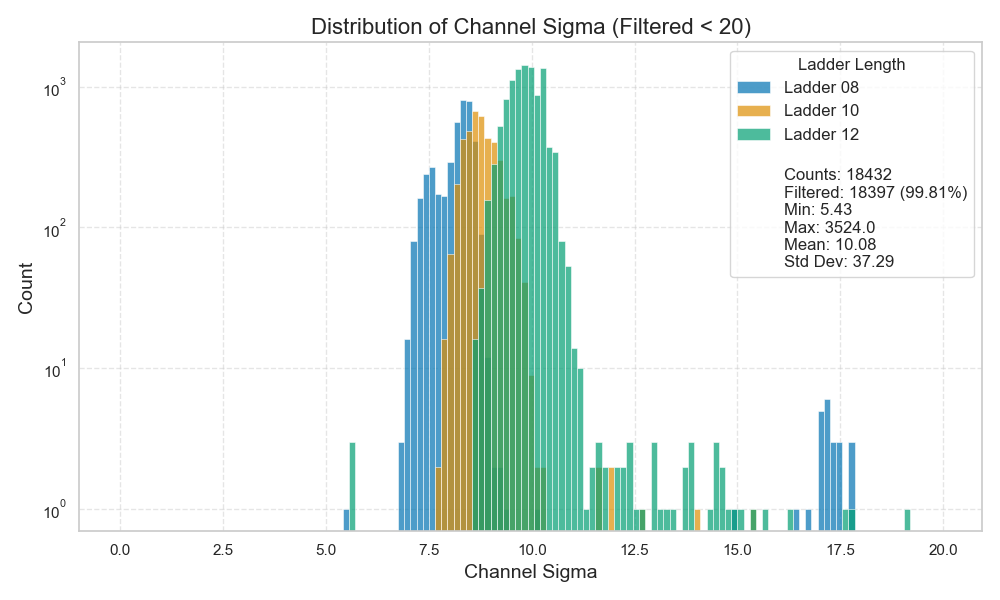 Distribution of Channel Sigma (Filtered < 20)
Ladder Length
Ladder 08
Ladder 10
Ladder 12
Counts: 18432
Filtered: 18397 (99.81%)
Min: 5.43
Max: 3524.0
Mean: 10.08
Std Dev: 37.29
Count
10³
10²
10¹
10⁰
0.0 2.5 5.0 7.5 10.0 12.5 15.0 17.5 20.0
Channel Sigma